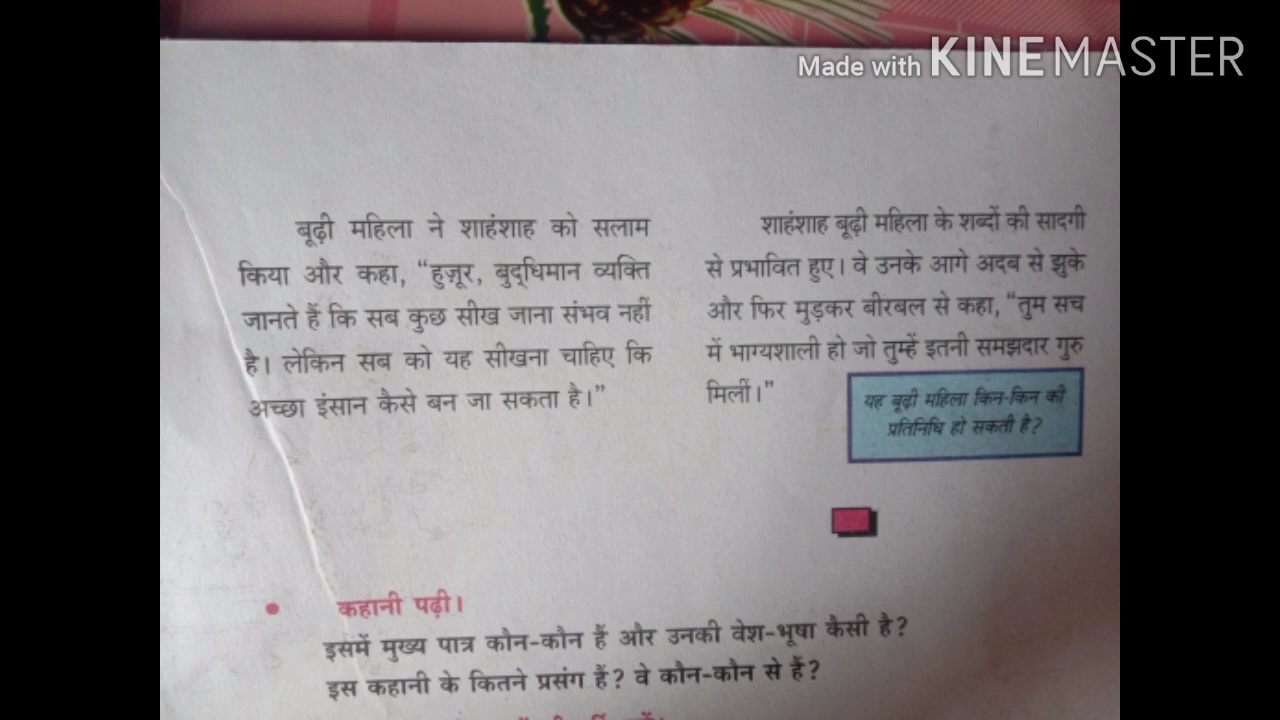 Made with KINEMASTER
बूढ़ी महिला ने शाहंशाह को सलाम
किया और कहा, “हुज़ूर, बुद्धिमान व्यक्ति
जानते हैं कि सब कुछ सीख जाना संभव नहीं
है। लेकिन सब को यह सीखना चाहिए कि
अच्छा इंसान कैसे बन जा सकता है।”
शाहंशाह बूढ़ी महिला के शब्दों की सादगी
से प्रभावित हुए। वे उनके आगे अदब से झुके
और फिर मुड़कर बीरबल से कहा, “तुम सच
में भाग्यशाली हो जो तुम्हें इतनी समझदार गुरु
मिलीं।”
यह बूढ़ी महिला किन-किन की
प्रतिनिधि हो सकती है?
• कहानी पढ़ी।
इसमें मुख्य पात्र कौन-कौन हैं और उनकी वेश-भूषा कैसी है?
इस कहानी के कितने प्रसंग हैं? वे कौन-कौन से हैं?